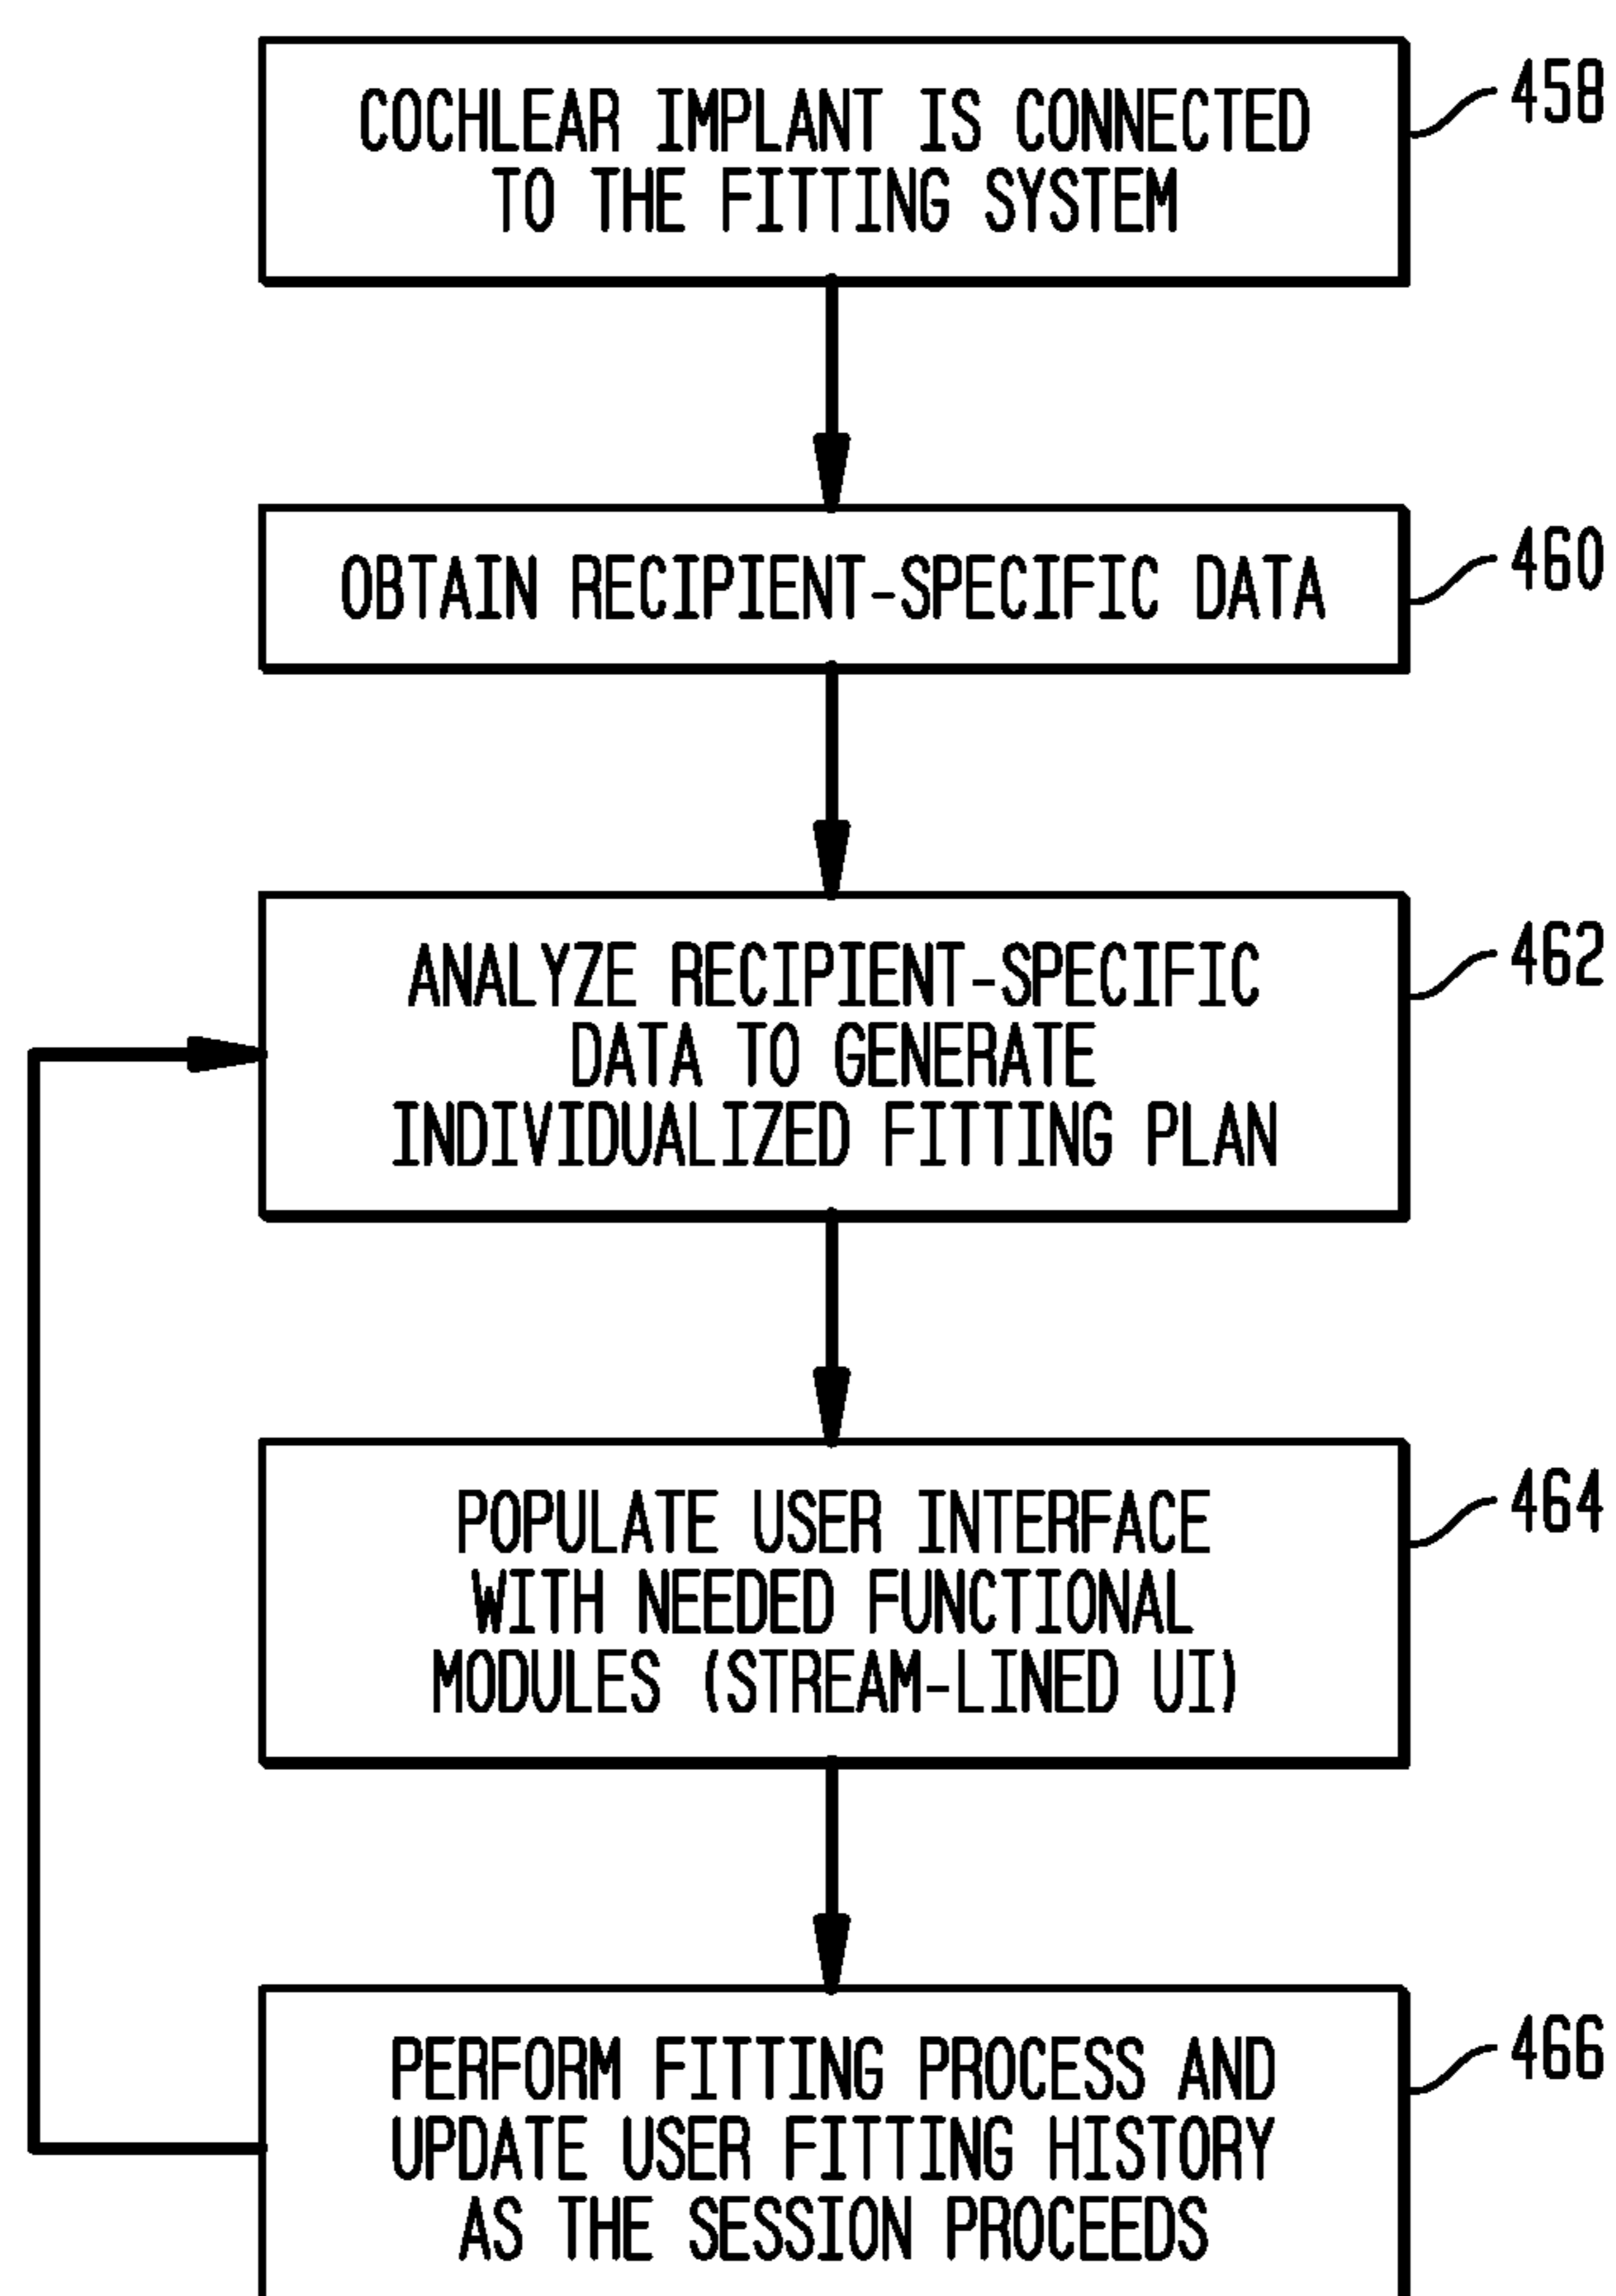 COCHLEAR IMPLANT IS CONNECTED
TO THE FITTING SYSTEM
458
OBTAIN RECIPIENT-SPECIFIC DATA
460
ANALYZE RECIPIENT-SPECIFIC
DATA TO GENERATE
INDIVIDUALIZED FITTING PLAN
462
POPULATE USER INTERFACE
WITH NEEDED FUNCTIONAL
MODULES (STREAM-LINED UI)
464
PERFORM FITTING PROCESS AND
UPDATE USER FITTING HISTORY
AS THE SESSION PROCEEDS
466